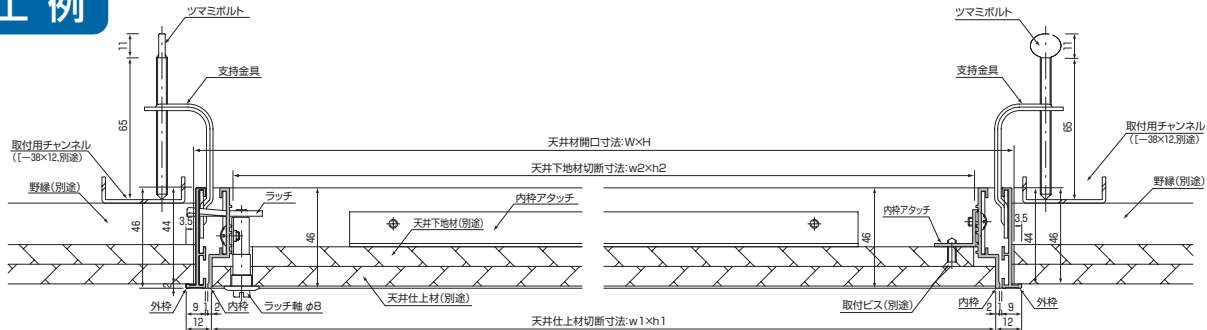 工 例
ツマミボルト
11
支持金具
65
取付用チャンネル
([−38×12,別途)
野縁(別途)
天井材開口寸法:W×H
天井下地材切断寸法:w2×h2
ラッチ
内枠アタッチ
天井下地材(別途)
天井仕上材(別途)
46
44
3.5
46
外枠
9
1
2
12
内枠
ラッチ軸 φ8
天井仕上材切断寸法:w1×h1
ツマミボルト
11
支持金具
65
取付用チャンネル
([−38×12,別途)
野縁(別途)
内枠アタッチ
46
3.5
44
46
取付ビス(別途)
内枠
2
1
9
12
外枠